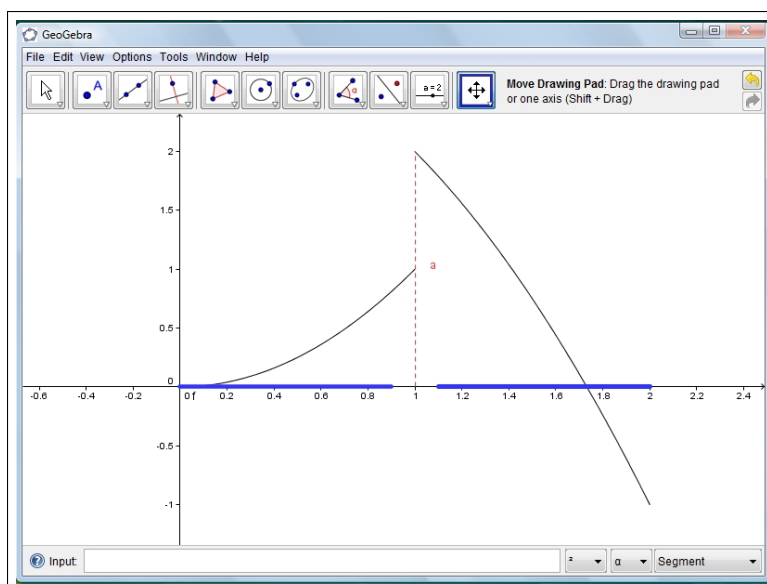 GeoGebra
File Edit View Options Tools Window Help
A
α
a=2
Move Drawing Pad: Drag the drawing pad
or one axis (Shift + Drag)
2
1.5
a
1
0.5
0
-0.6 -0.4 -0.2 0 f 0.2 0.4 0.6 0.8 1 1.2 1.4 1.6 1.8 2 2.2 2.4
-0.5
-1
Input: ² α Segment